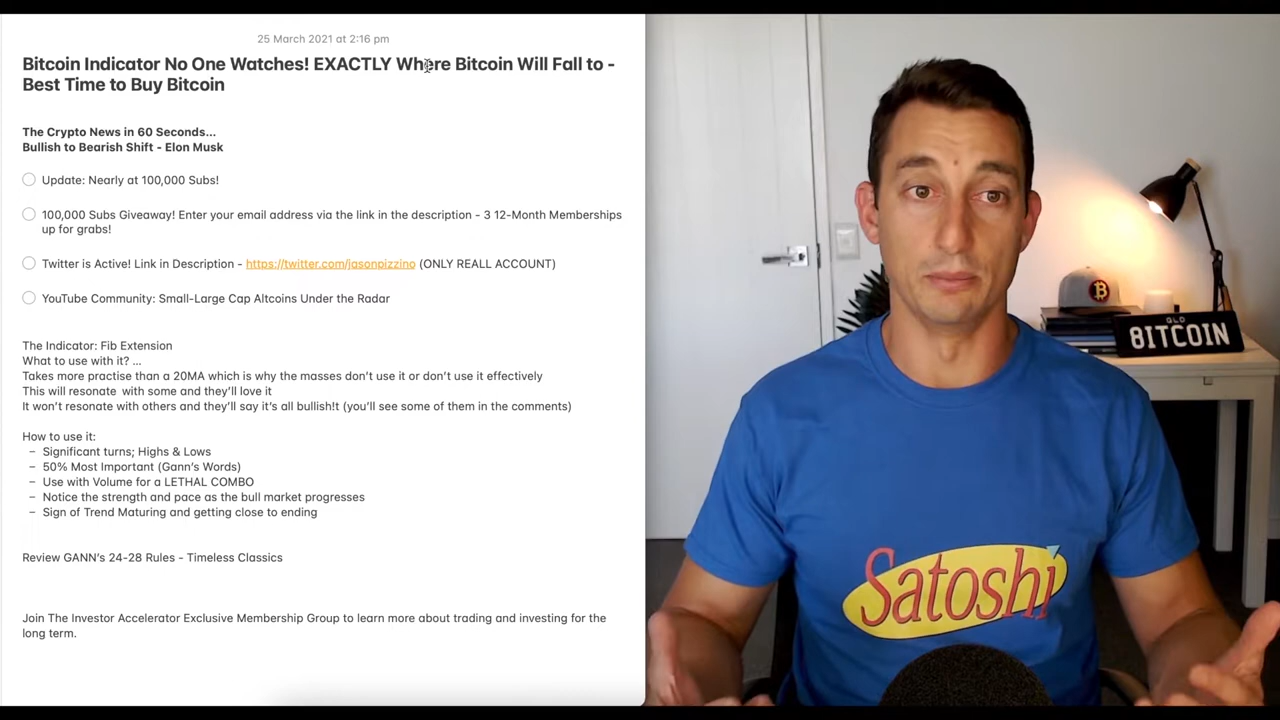 25 March 2021 at 2:16 pm
Bitcoin Indicator No One Watches! EXACTLY Where Bitcoin Will Fall to -
Best Time to Buy Bitcoin
The Crypto News in 60 Seconds...
Bullish to Bearish Shift - Elon Musk
Update: Nearly at 100,000 Subs!
100,000 Subs Giveaway! Enter your email address via the link in the description - 3 12-Month Memberships
up for grabs!
Twitter is Active! Link in Description - https://twitter.com/jasonpizzino (ONLY REALL ACCOUNT)
YouTube Community: Small-Large Cap Altcoins Under the Radar
The Indicator: Fib Extension
What to use with it? ...
Takes more practise than a 20MA which is why the masses don't use it or don't use it effectively
This will resonate  with some and they'll love it
It won't resonate with others and they'll say it's all bullish!t (you'll see some of them in the comments)
How to use it:
– Significant turns; Highs & Lows
– 50% Most Important (Gann's Words)
– Use with Volume for a LETHAL COMBO
– Notice the strength and pace as the bull market progresses
– Sign of Trend Maturing and getting close to ending
Review GANN's 24-28 Rules - Timeless Classics
Join The Investor Accelerator Exclusive Membership Group to learn more about trading and investing for the
long term.
QLD
8ITCOIN
Satoshi